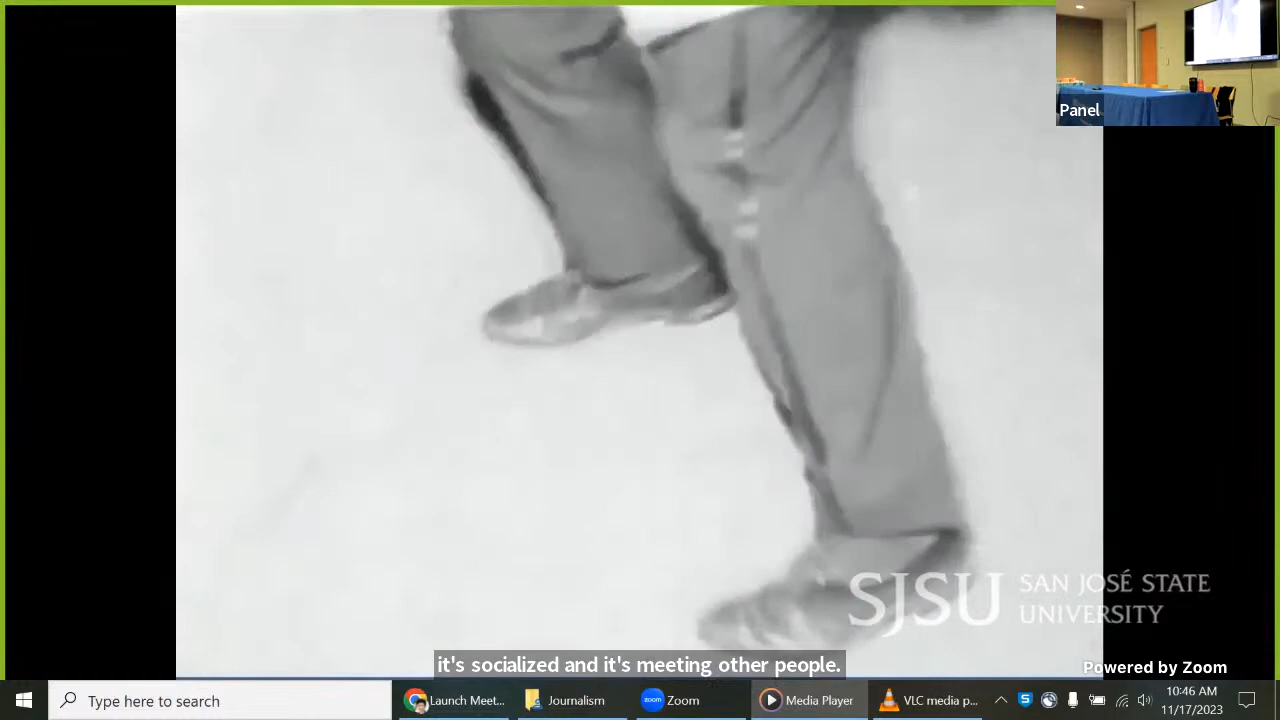 Panel
SJSU SAN JOSÉ STATE
UNIVERSITY
it's socialized and it's meeting other people.
Powered by Zoom
Type here to search
Launch Meet...
Journalism
Zoom
Media Player
VLC media p...
10:46 AM
11/17/2023